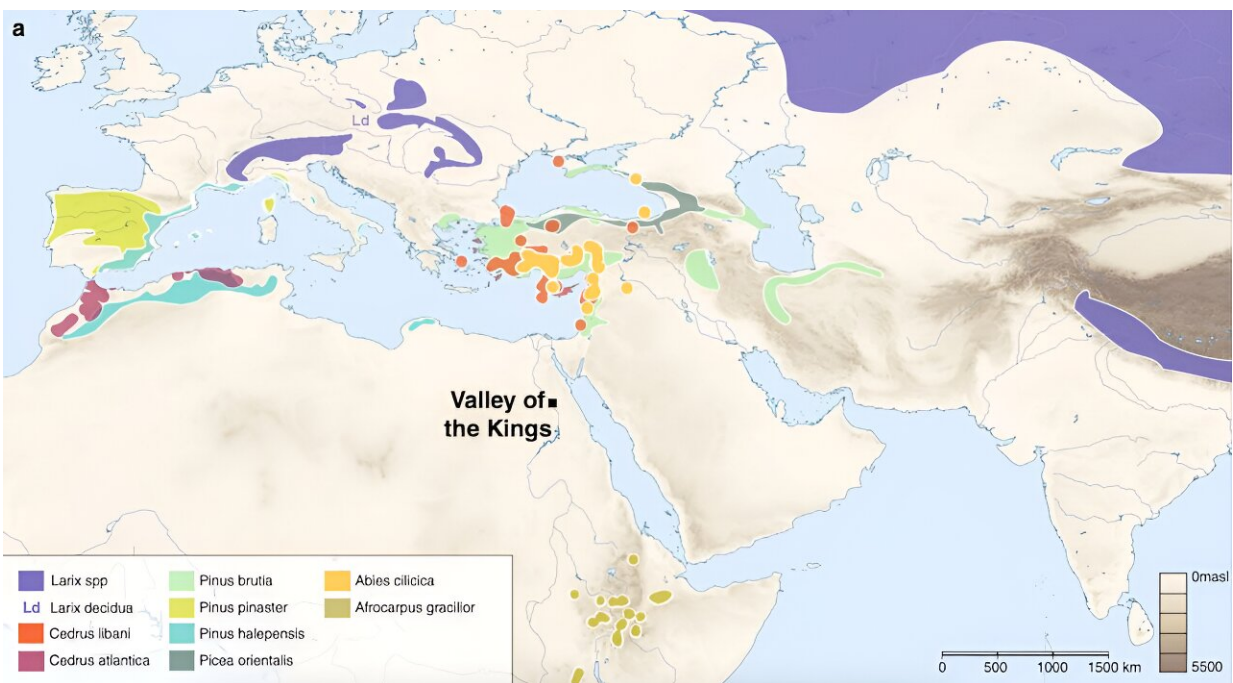 a
Ld
Valley of
the Kings
Larix spp
Ld Larix decidua
Cedrus libani
Cedrus atlantica
Pinus brutia
Pinus pinaster
Pinus halepensis
Picea orientalis
Abies cilicica
Afrocarpus gracilior
0 500 1000 1500 km
0masl
5500